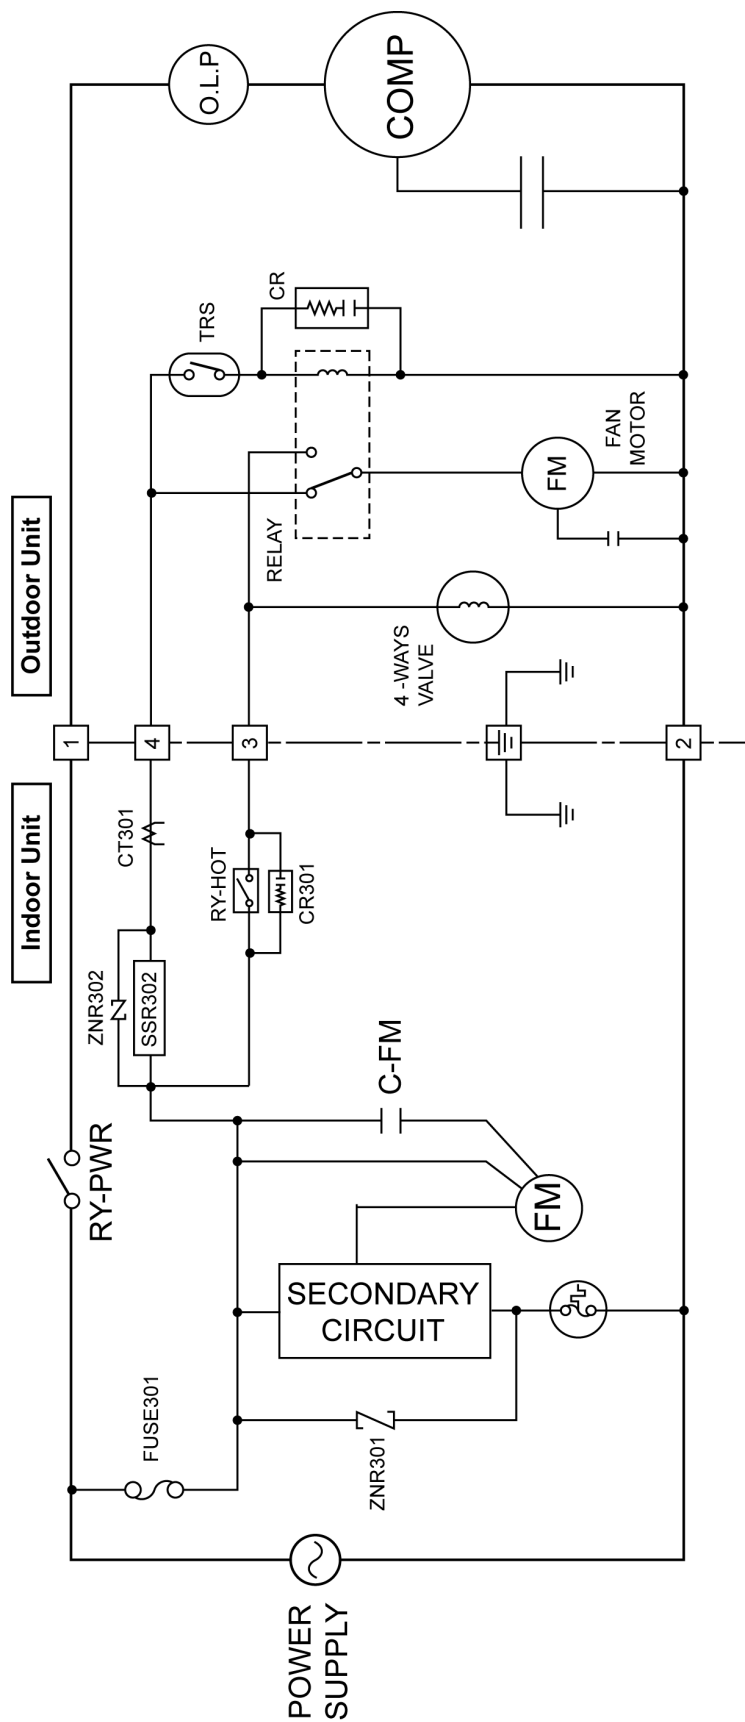 Indoor Unit
Outdoor Unit
POWER
SUPPLY
FUSE301
RY-PWR
ZNR301
SECONDARY
CIRCUIT
FM
C-FM
ZNR302
SSR302
CT301
RY-HOT
CR301
1
4
3
2
4 -WAYS
VALVE
RELAY
FM
FAN
MOTOR
TRS
CR
O.L.P
COMP